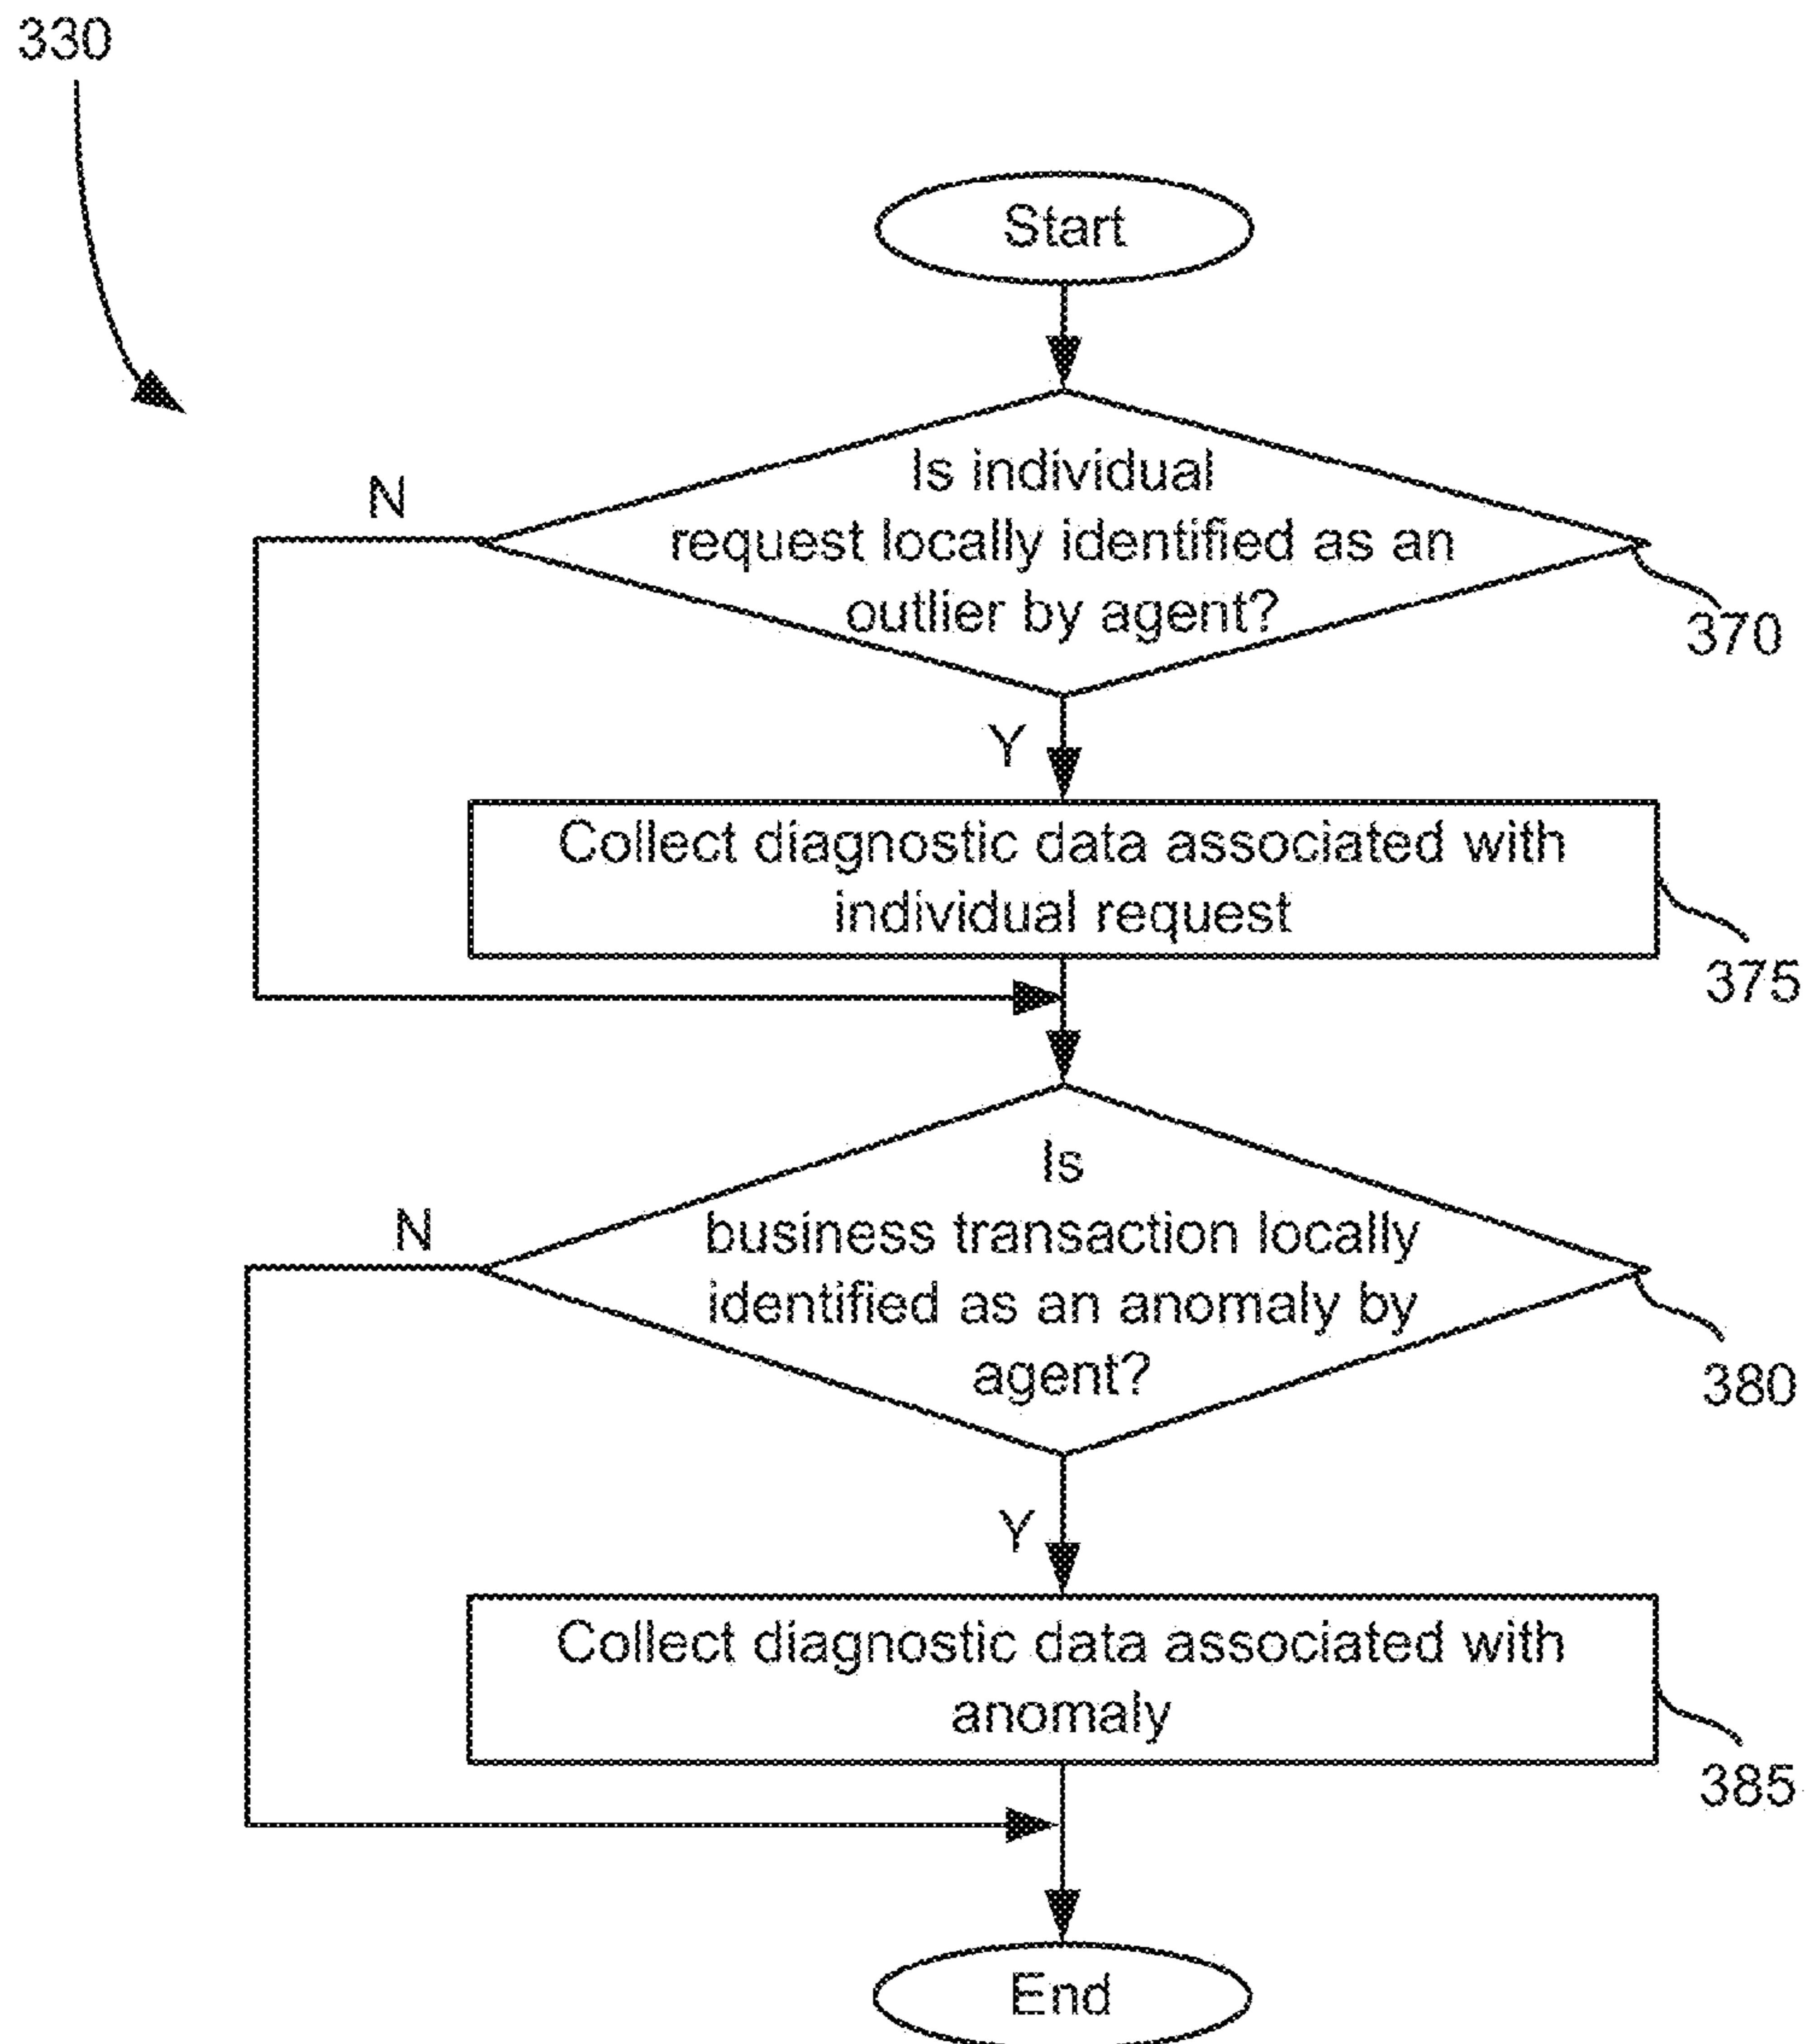 330
Start
Is individual
request locally identified as an
outlier by agent?
N
370
Y
Collect diagnostic data associated with
individual request
375
Is
business transaction locally
identified as an anomaly by
agent?
N
380
Y
Collect diagnostic data associated with
anomaly
385
End